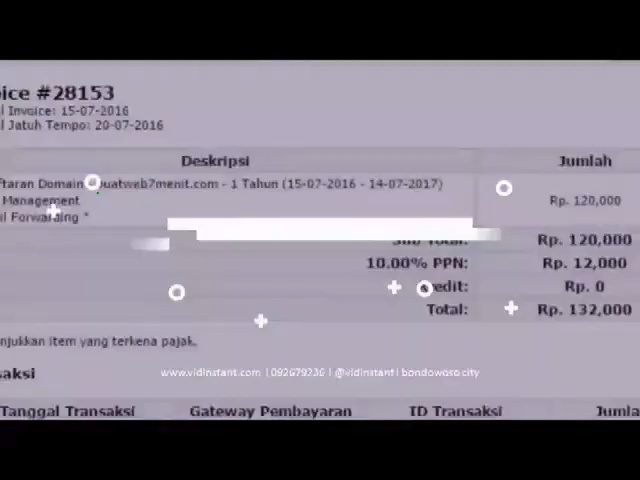 ice #28153
l Invoice: 15-07-2016
l Jatuh Tempo: 20-07-2016
Deskripsi Jumlah
ftaran Domain uatweb7menit.com - 1 Tahun (15-07-2016 - 14-07-2017)
Management Rp. 120,000
il Forwarding *
Sub Total: Rp. 120,000
10.00% PPN: Rp. 12,000
redit: Rp. 0
Total: Rp. 132,000
njukkan item yang terkena pajak.
www.vidinstant.com | 092679236 | @vidinstant | bondowoso city
saksi
Tanggal Transaksi Gateway Pembayaran ID Transaksi Jumla